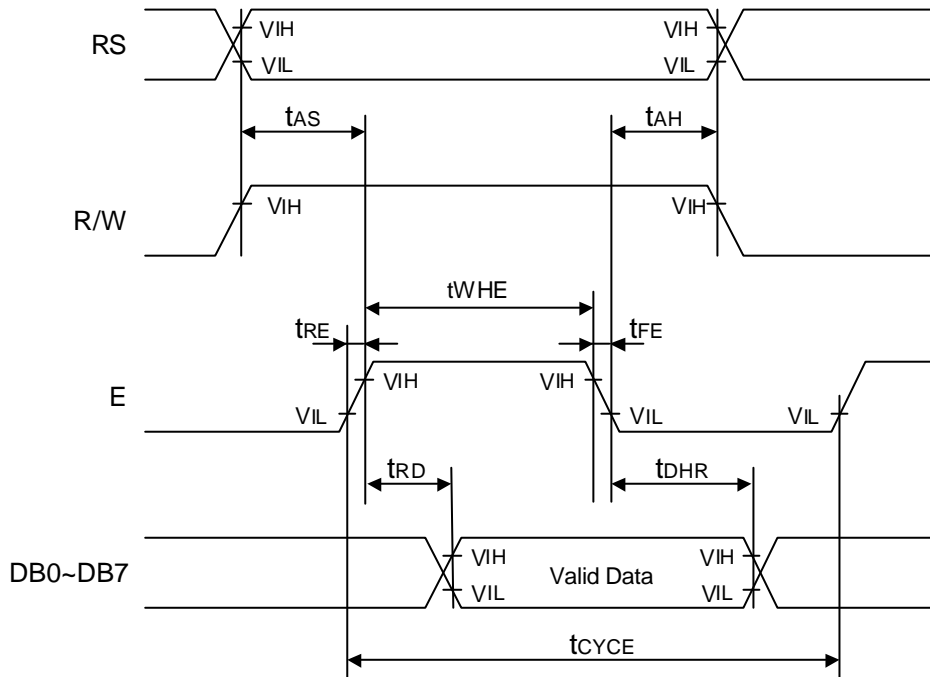 RS
VIH
VIH
VIL
VIL
tAS
tAH
R/W
VIH
VIH
tWHE
tRE
tFE
E
VIH
VIH
VIL
VIL
VIL
tRD
tDHR
DB0~DB7
VIH
Valid Data
VIH
VIL
VIL
tCYCE